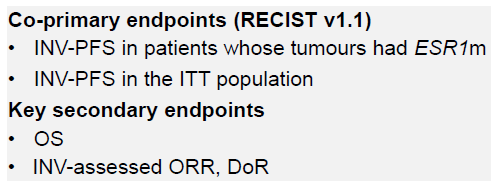 Co-primary endpoints (RECIST v1.1)
• INV-PFS in patients whose tumours had ESR1m
• INV-PFS in the ITT population
Key secondary endpoints
• OS
• INV-assessed ORR, DoR